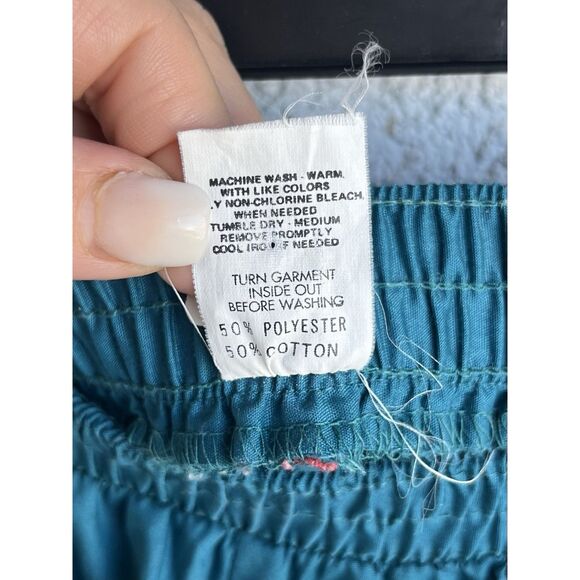 MACHINE WASH - WARM,
WITH LIKE COLORS
Y NON-CHLORINE BLEACH,
WHEN NEEDED
TUMBLE DRY - MEDIUM
REMOVE PROMPTLY
COOL IRON IF NEEDED
TURN GARMENT
INSIDE OUT
BEFORE WASHING
50% POLYESTER
50% COTTON